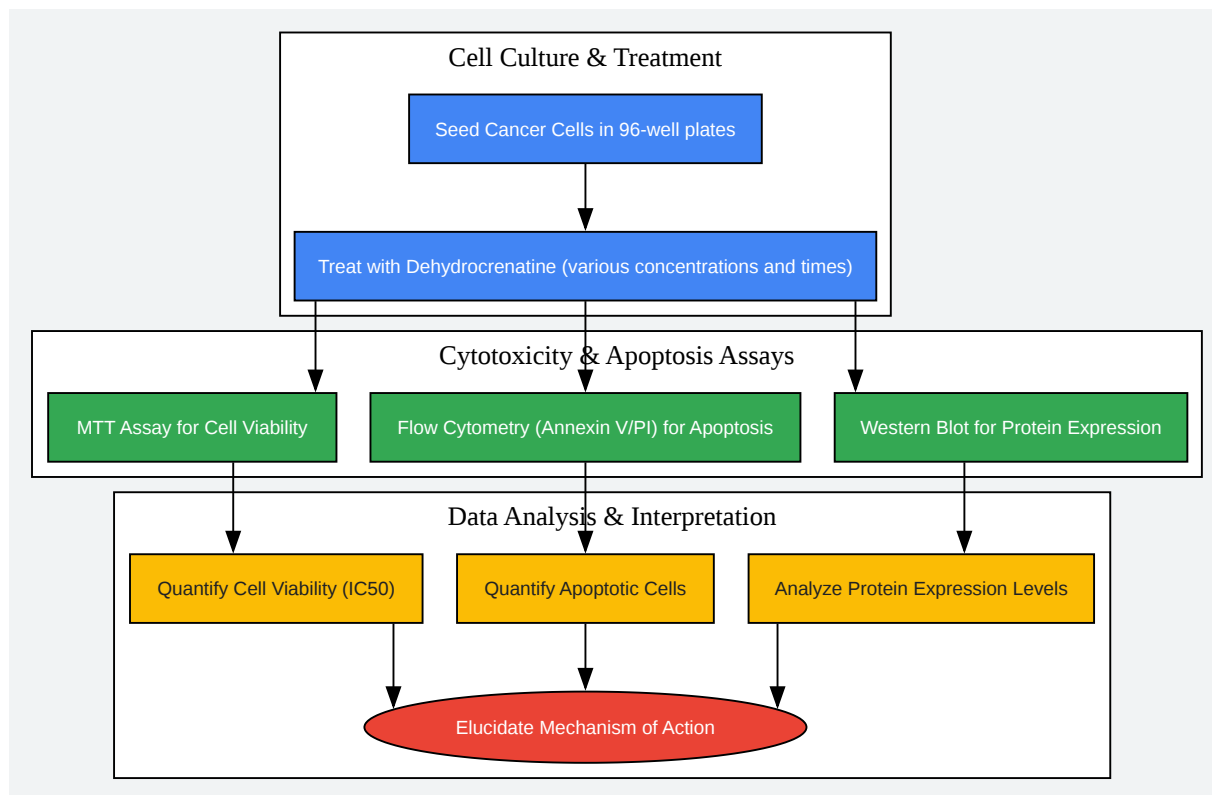 Cell Culture & Treatment
Seed Cancer Cells in 96-well plates
Treat with Dehydrocrenatine (various concentrations and times)
Cytotoxicity & Apoptosis Assays
MTT Assay for Cell Viability
Flow Cytometry (Annexin V/PI) for Apoptosis
Western Blot for Protein Expression
Data Analysis & Interpretation
Quantify Cell Viability (IC50)
Quantify Apoptotic Cells
Analyze Protein Expression Levels
Elucidate Mechanism of Action